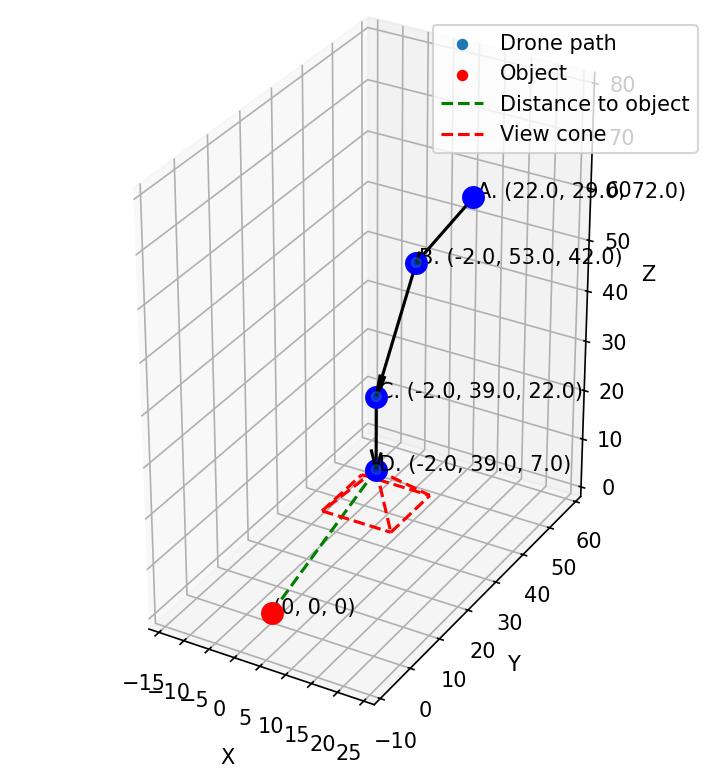 Drone path
Object
Distance to object
View cone
80
70
A. (22.0, 29.0, 72.0)
60
B. (-2.0, 53.0, 42.0)
50
Z
40
30
C. (-2.0, 39.0, 22.0)
20
10
D. (-2.0, 39.0, 7.0)
0
60
50
40
30
20
Y
10
0
−10
(0, 0, 0)
−15
−10
−5
0
5
10
15
20
25
X